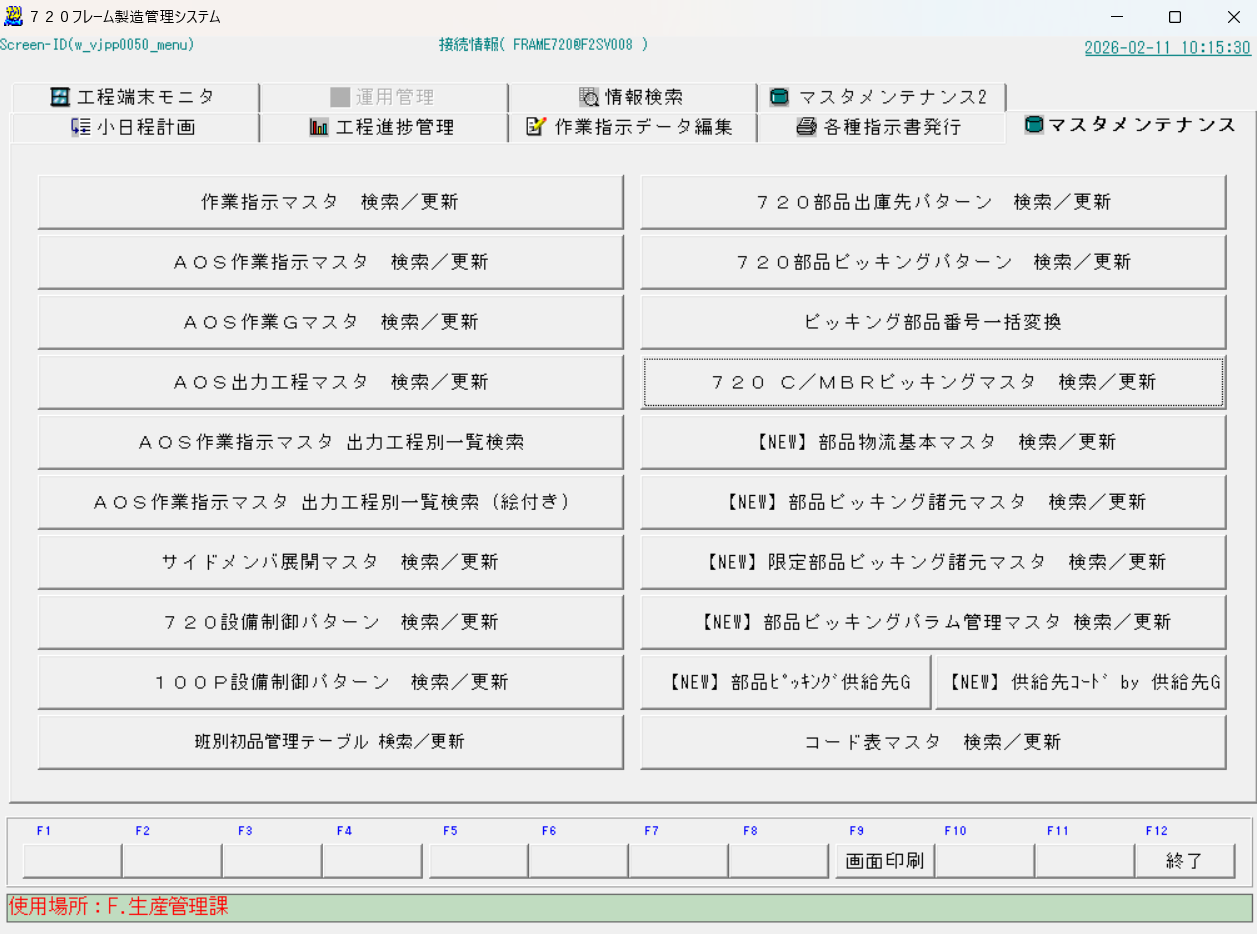 720フレーム製造管理システム
Screen-ID(w_vjpp0050_menu)
接続情報( FRAME720@F2SV008 )
2026-02-11 10:15:30
工程端末モニタ
運用管理
情報検索
マスタメンテナンス2
小日程計画
工程進捗管理
作業指示データ編集
各種指示書発行
マスタメンテナンス
作業指示マスタ　検索／更新
AOS作業指示マスタ　検索／更新
AOS作業Gマスタ　検索／更新
AOS出力工程マスタ　検索／更新
AOS作業指示マスタ 出力工程別一覧検索
AOS作業指示マスタ 出力工程別一覧検索（絵付き）
サイドメンバ展開マスタ　検索／更新
720設備制御パターン　検索／更新
100P設備制御パターン　検索／更新
班別初品管理テーブル 検索／更新
720部品出庫先パターン　検索／更新
720部品ピッキングパターン　検索／更新
ピッキング部品番号一括変換
720 C／MBRピッキングマスタ　検索／更新
【NEW】部品物流基本マスタ　検索／更新
【NEW】部品ピッキング諸元マスタ　検索／更新
【NEW】限定部品ピッキング諸元マスタ　検索／更新
【NEW】部品ピッキングパラム管理マスタ 検索／更新
【NEW】部品ﾋﾟｯｷﾝｸﾞ供給先G
【NEW】供給先ｺｰﾄﾞ by 供給先G
コード表マスタ　検索／更新
F1
F2
F3
F4
F5
F6
F7
F8
F9
F10
F11
F12
画面印刷
終了
使用場所：F.生産管理課